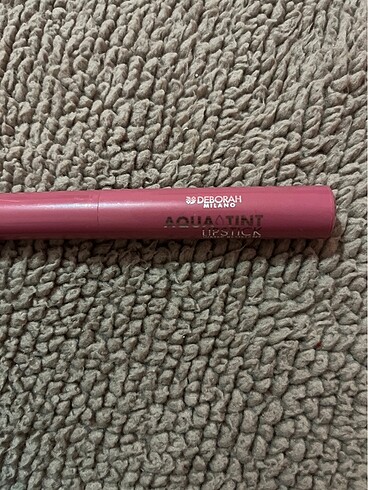 DEBORAH
MILANO
AQUA TINT
LIPSTICK